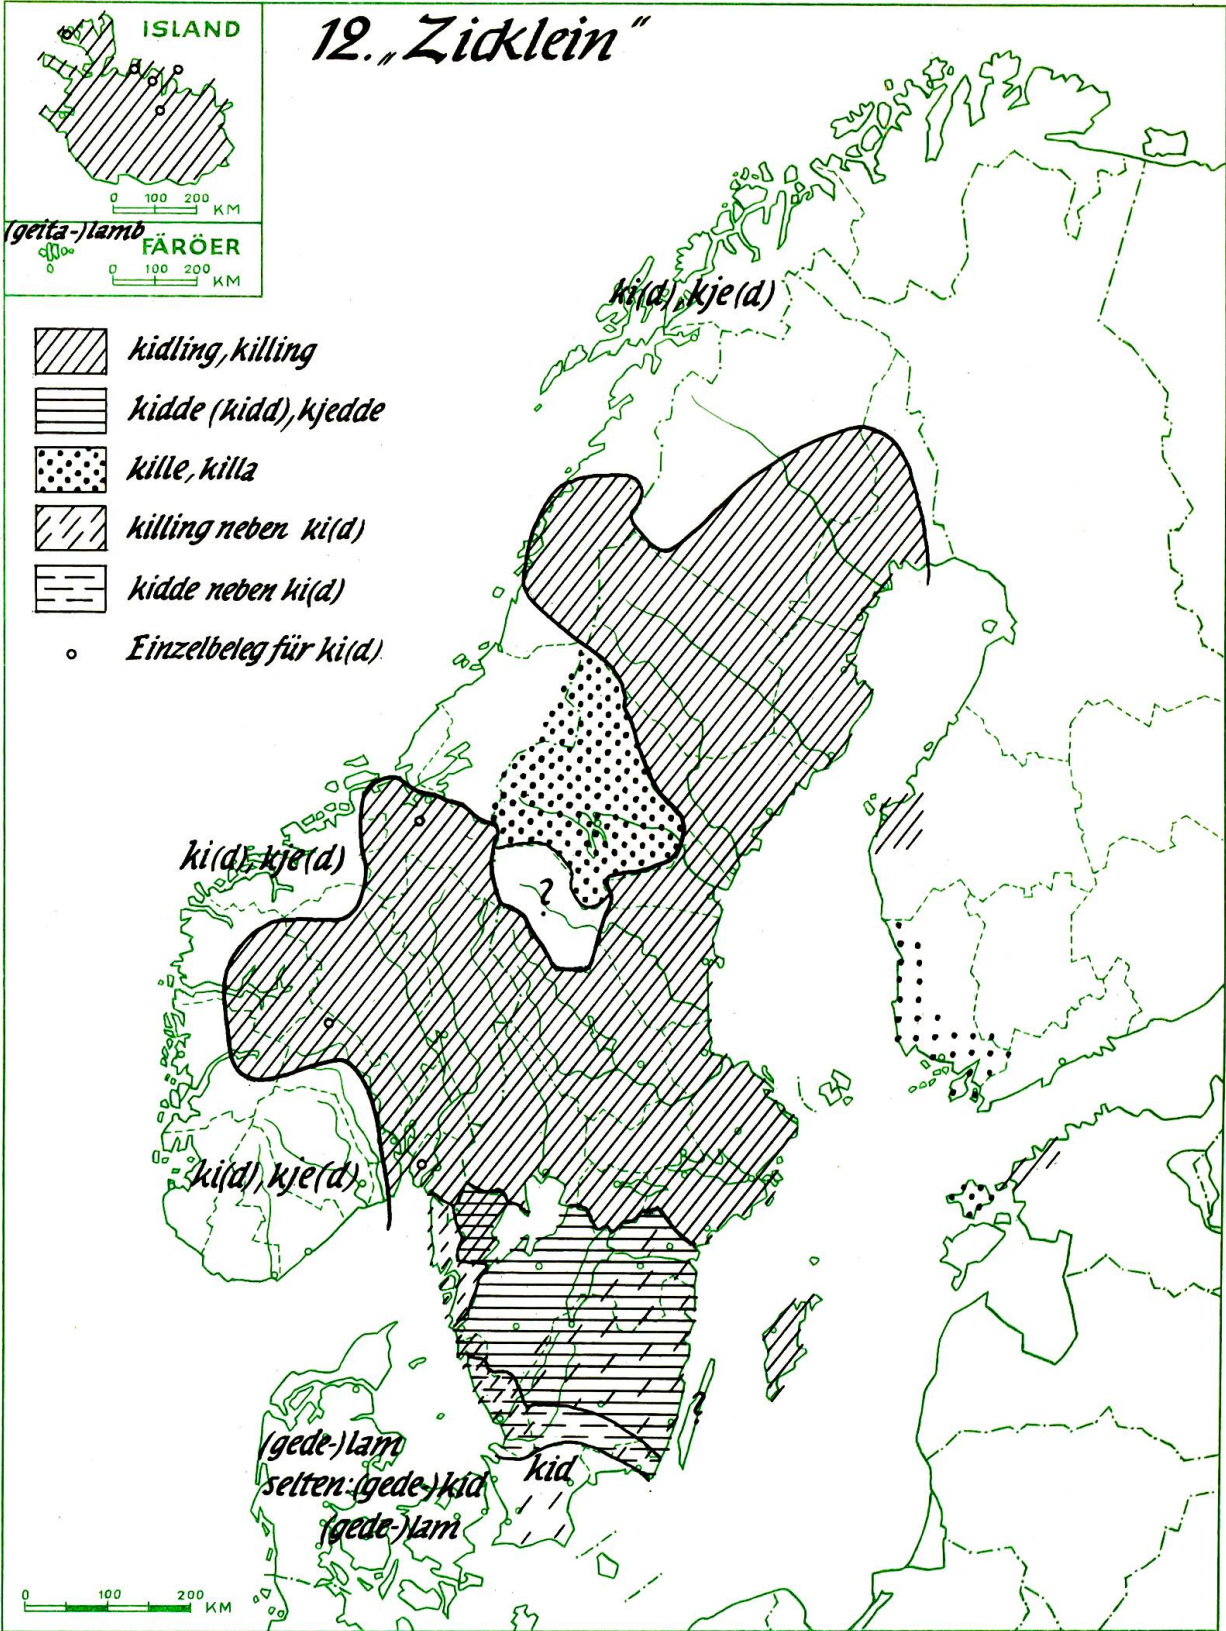 12. „Zicklein“
ISLAND
0 100 200
KM
(geita-)lamb
FÄRÖER
0 100 200
KM
kidling, killing
kidde (kidd), kjedde
kille, killa
killing neben ki(d)
kidde neben ki(d)
Einzelbeleg für ki(d)
ki(d), kje(d)
ki(d), kje(d)
?
ki(d), kje(d)
?
(gede-)lam
selten: (gede-)kid
(gede-)lam
kid
0 100 200
KM